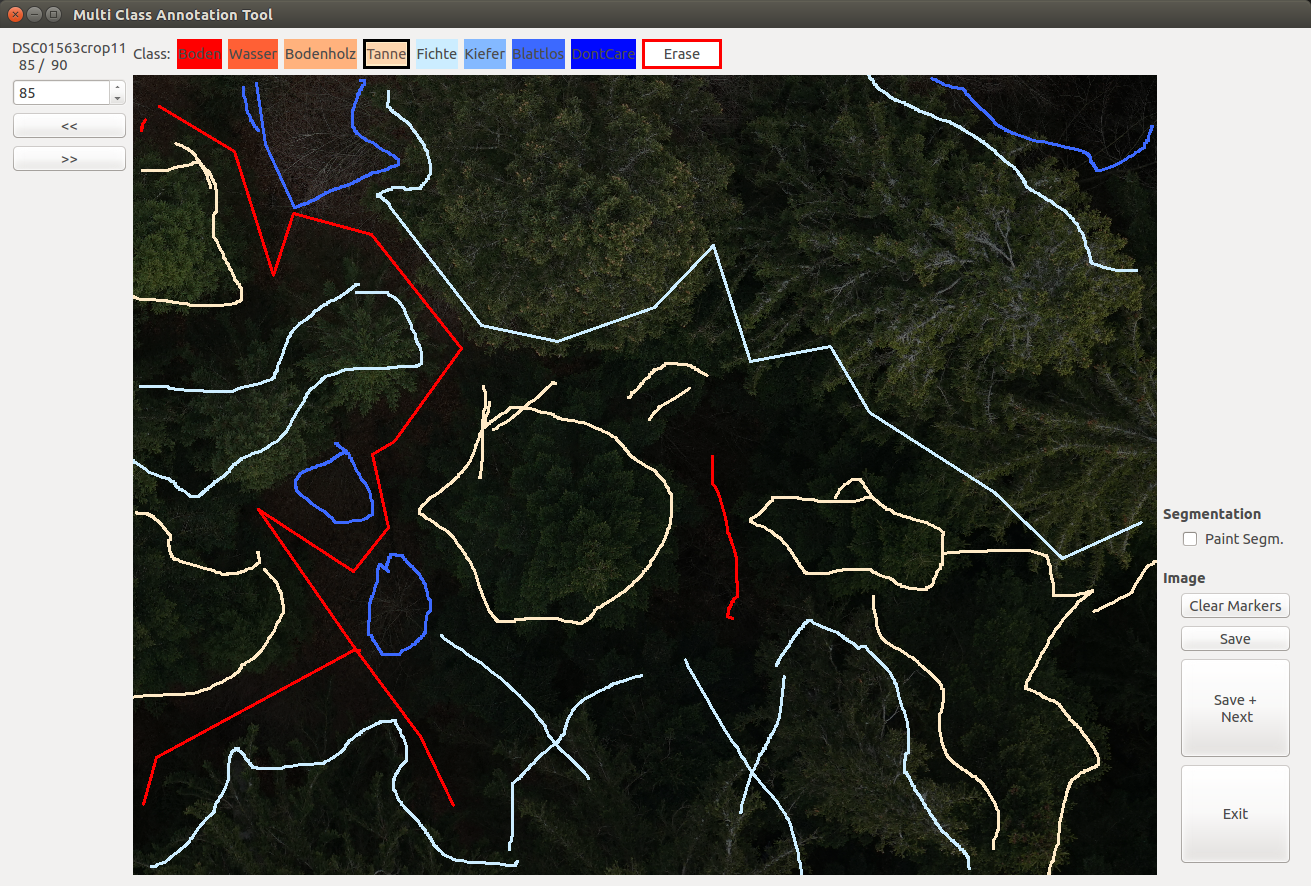 Multi Class Annotation Tool
DSC01563crop11
85 / 90
85
<<
>>
Class: Boden Wasser Bodenholz Tanne Fichte Kiefer Blattlos DontCare Erase
Segmentation
Paint Segm.
Image
Clear Markers
Save
Save +
Next
Exit